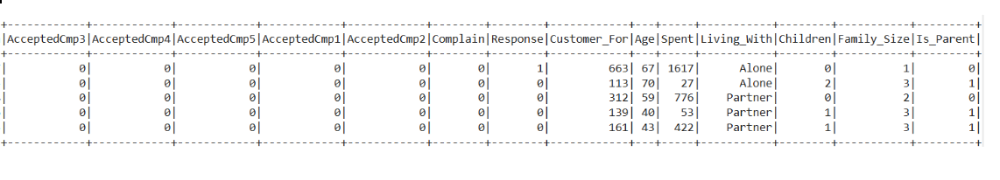 +------------+------------+------------+------------+------------+--------+--------+------------+---+-----+-----------+--------+-----------+---------+
|AcceptedCmp3|AcceptedCmp4|AcceptedCmp5|AcceptedCmp1|AcceptedCmp2|Complain|Response|Customer_For|Age|Spent|Living_With|Children|Family_Size|Is_Parent|
+------------+------------+------------+------------+------------+--------+--------+------------+---+-----+-----------+--------+-----------+---------+
|           0|           0|           0|           0|           0|       0|       1|         663| 67| 1617|      Alone|       0|          1|        0|
|           0|           0|           0|           0|           0|       0|       0|         113| 70|   27|      Alone|       2|          3|        1|
|           0|           0|           0|           0|           0|       0|       0|         312| 59|  776|    Partner|       0|          2|        0|
|           0|           0|           0|           0|           0|       0|       0|         139| 40|   53|    Partner|       1|          3|        1|
|           0|           0|           0|           0|           0|       0|       0|         161| 43|  422|    Partner|       1|          3|        1|
+------------+------------+------------+------------+------------+--------+--------+------------+---+-----+-----------+--------+-----------+---------+